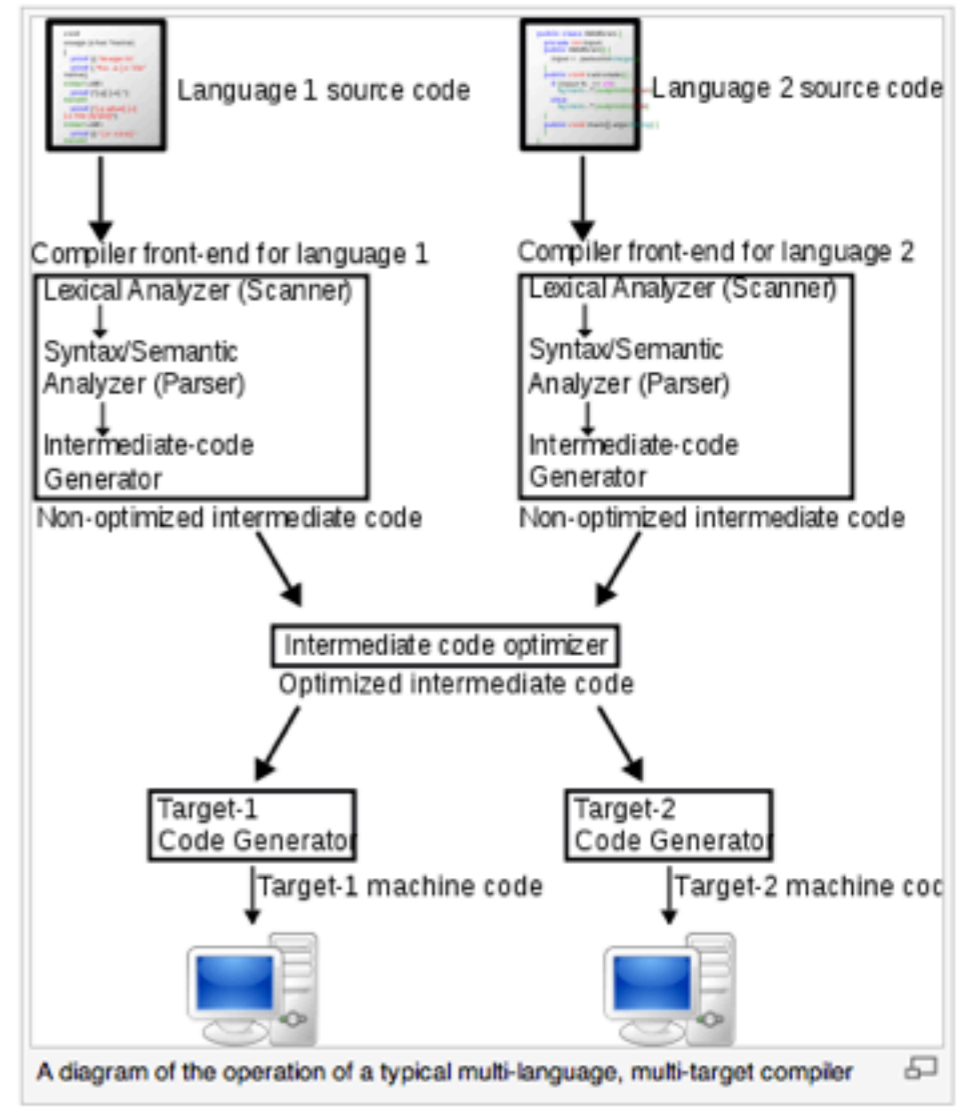 Language 1 source code
Language 2 source code
Compiler front-end for language 1
Lexical Analyzer (Scanner)
Syntax/Semantic
Analyzer (Parser)
Intermediate-code
Generator
Non-optimized intermediate code
Compiler front-end for language 2
Lexical Analyzer (Scanner)
Syntax/Semantic
Analyzer (Parser)
Intermediate-code
Generator
Non-optimized intermediate code
Intermediate code optimizer
Optimized intermediate code
Target-1
Code Generator
Target-1 machine code
Target-2
Code Generator
Target-2 machine coc
A diagram of the operation of a typical multi-language, multi-target compiler